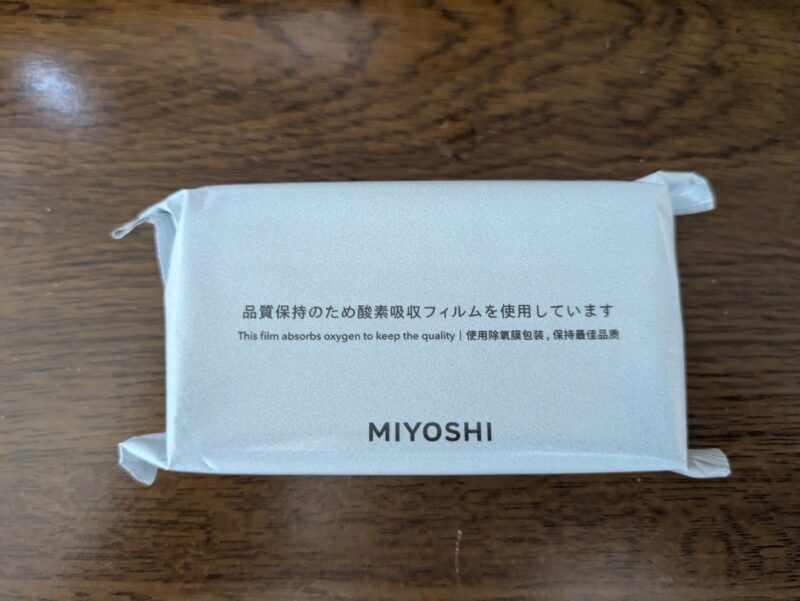 品質保持のため酸素吸収フィルムを使用しています
This film absorbs oxygen to keep the quality | 使用除氧膜包装，保持最佳品质
MIYOSHI